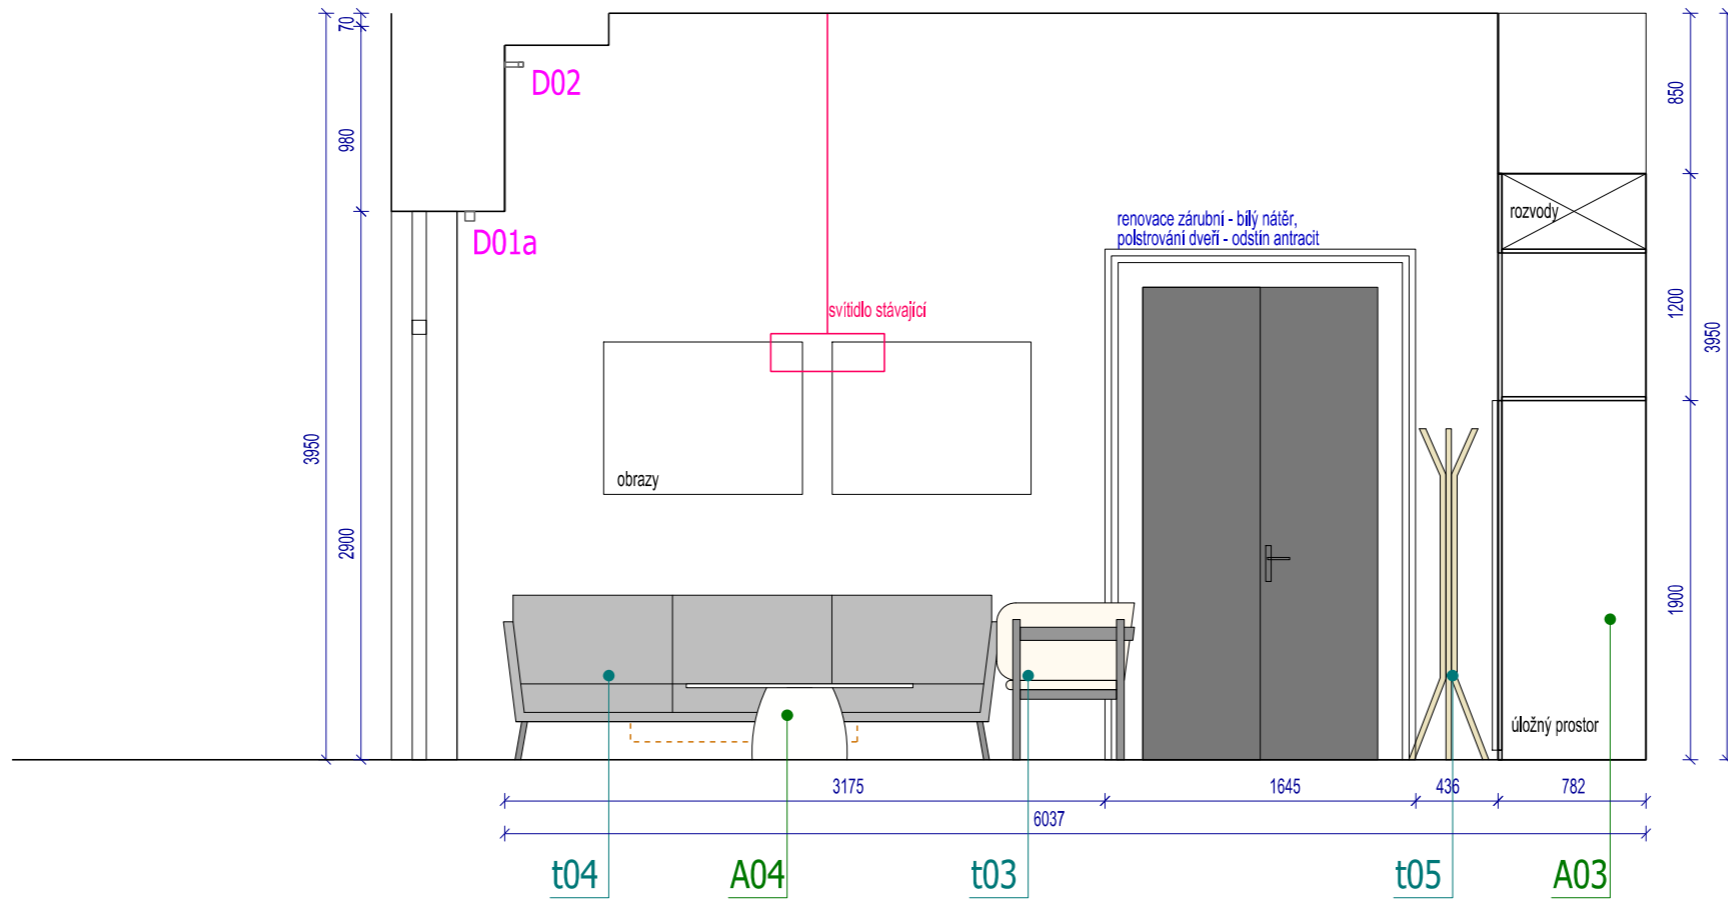 70
D02
850
980
D01a
rozvody
renovace zárubní - bílý nátěr,
polstrování dveří - odstín antracit
svítidlo stávající
1200
3950
3950
obrazy
2900
1900
úložný prostor
3175
1645
436
782
6037
t04
A04
t03
t05
A03